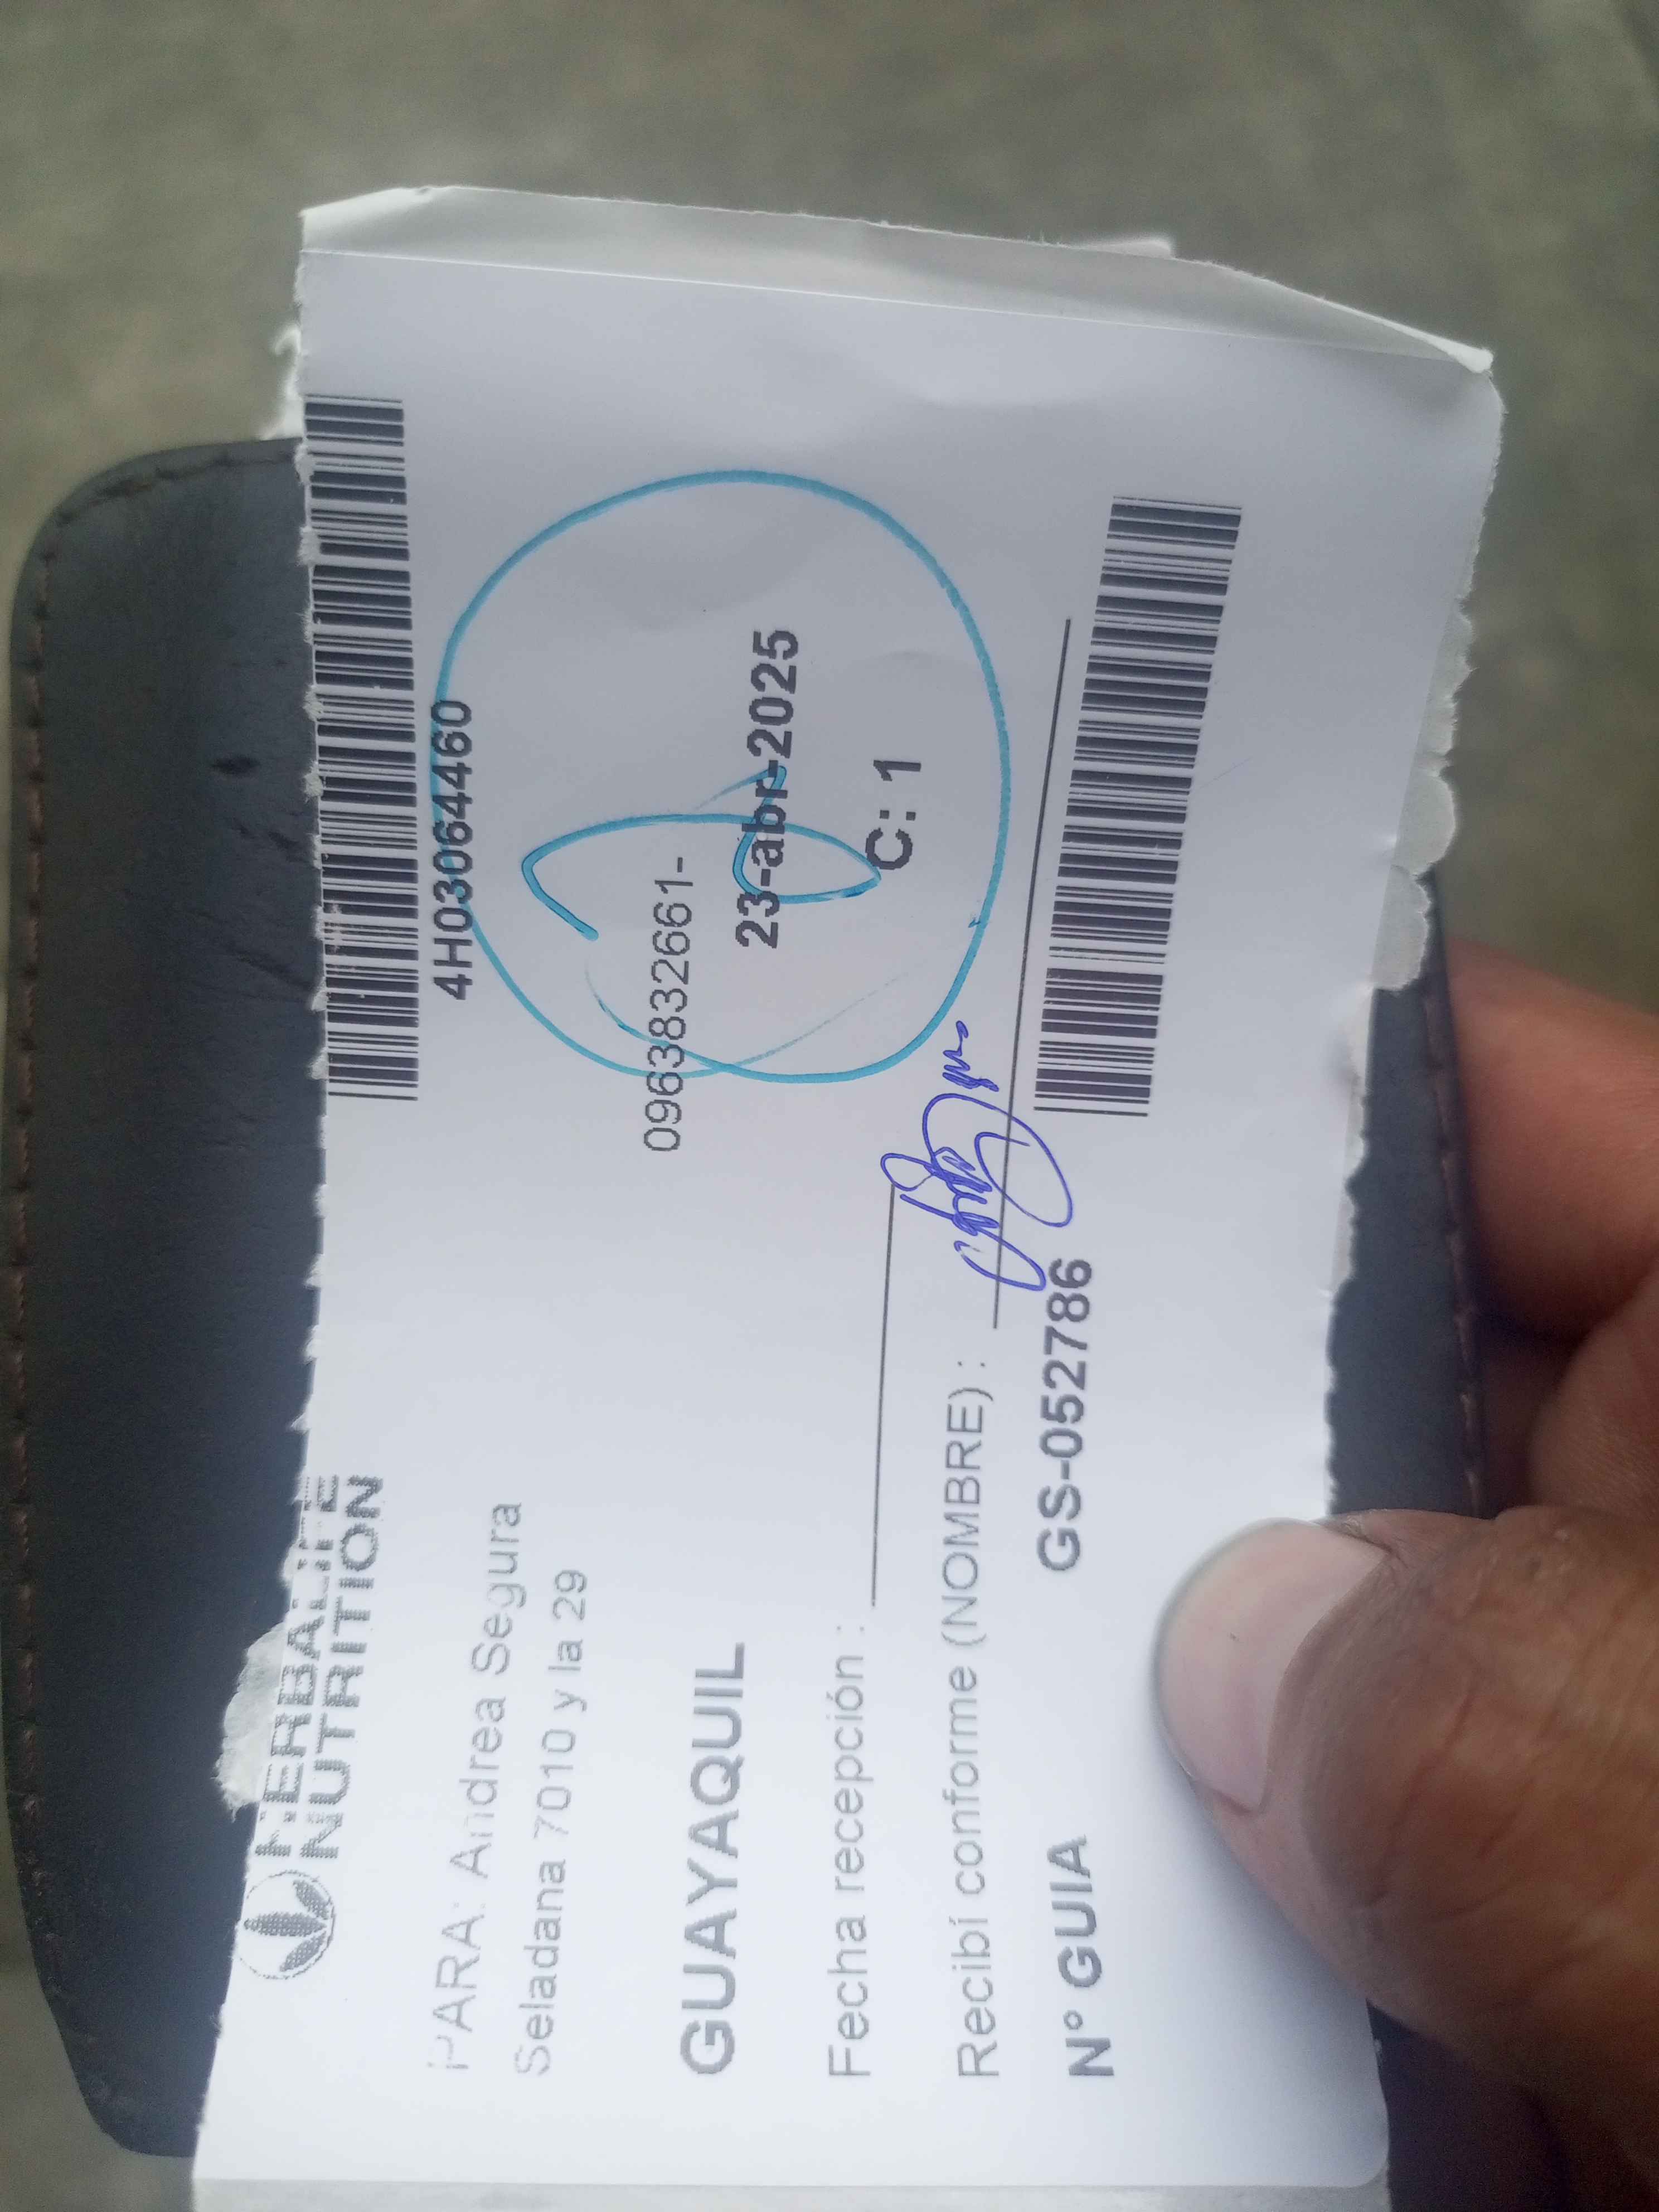 HERBALIFE
NUTRITION
4H03064460
PARA: Andrea Segura
Seladana 7010 y la 29
0963832661-
GUAYAQUIL
23-abr-2025
Fecha recepción :
C: 1
Recibí conforme (NOMBRE) :
N° GUIA GS-052786